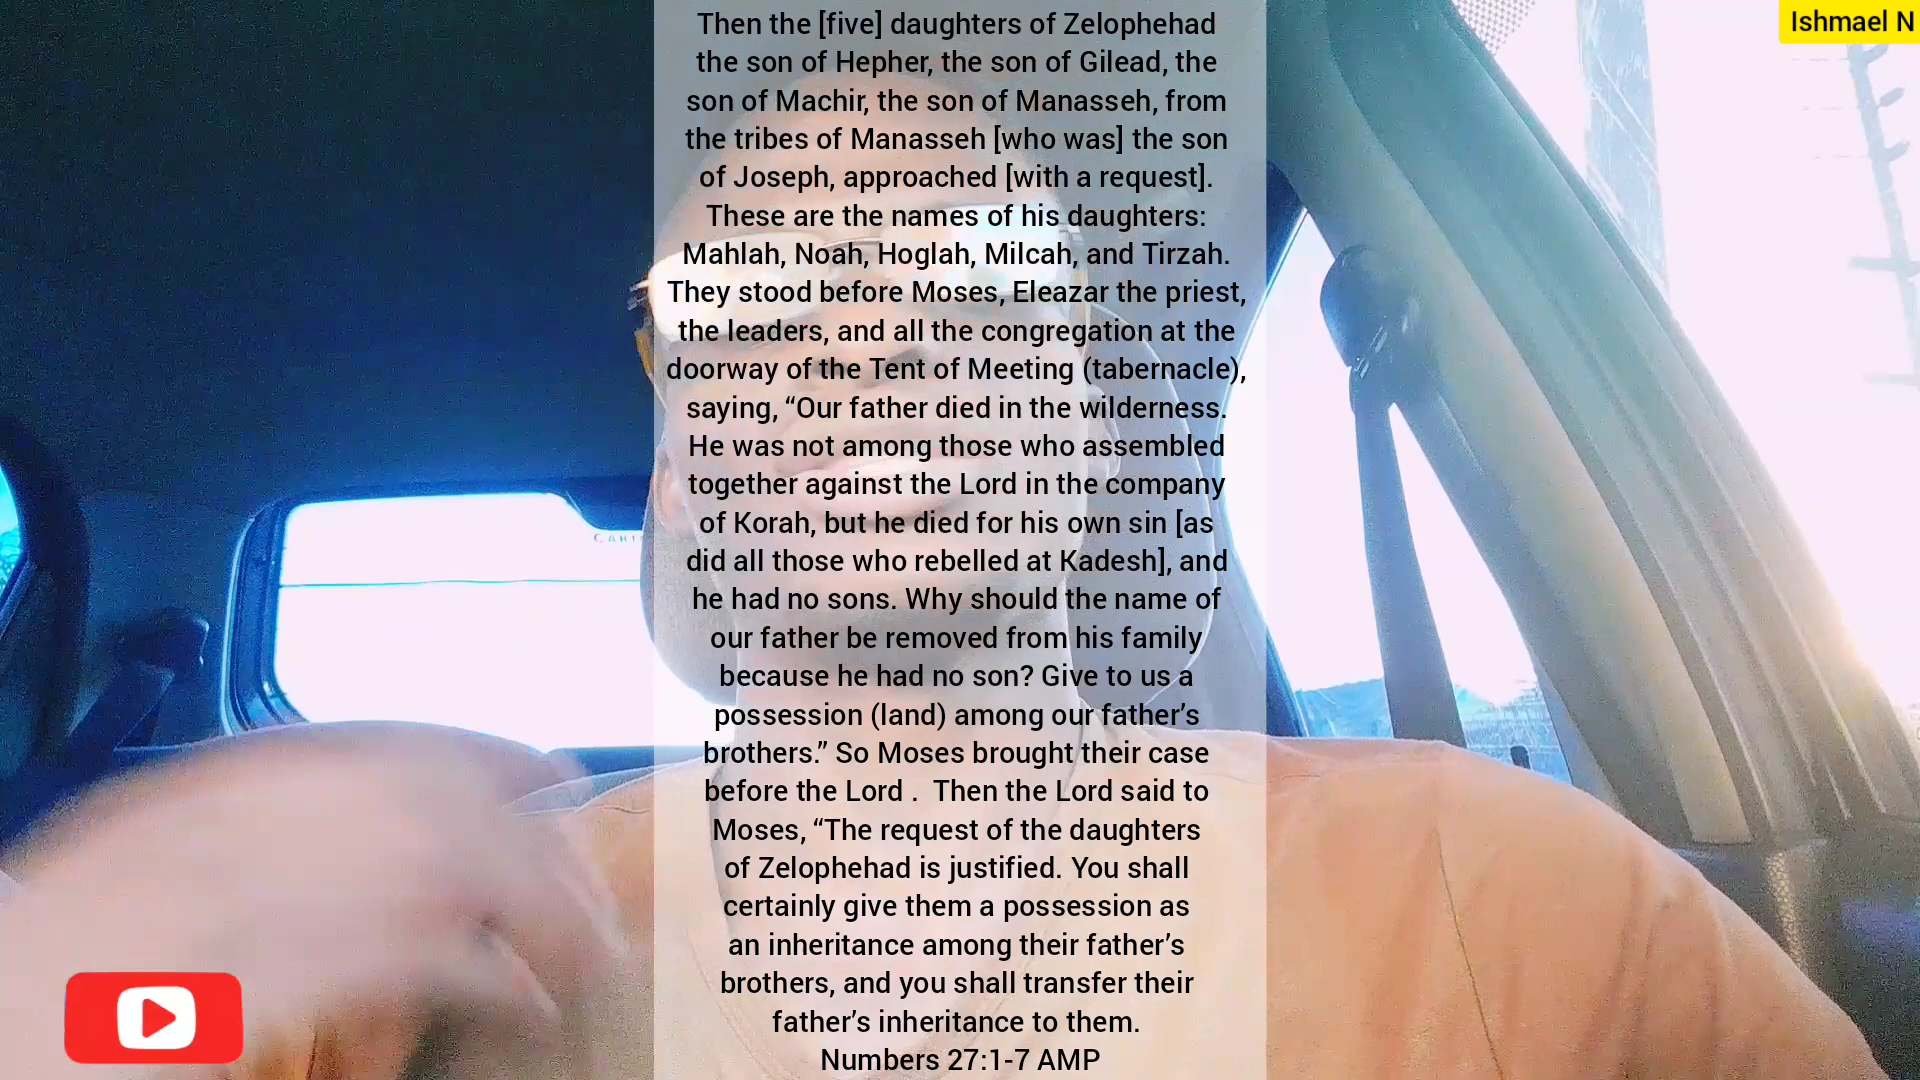 Ishmael N
Then the [five] daughters of Zelophehad
the son of Hepher, the son of Gilead, the
son of Machir, the son of Manasseh, from
the tribes of Manasseh [who was] the son
of Joseph, approached [with a request].
These are the names of his daughters:
Mahlah, Noah, Hoglah, Milcah, and Tirzah.
They stood before Moses, Eleazar the priest,
the leaders, and all the congregation at the
doorway of the Tent of Meeting (tabernacle),
saying, “Our father died in the wilderness.
He was not among those who assembled
together against the Lord in the company
of Korah, but he died for his own sin [as
did all those who rebelled at Kadesh], and
he had no sons. Why should the name of
our father be removed from his family
because he had no son? Give to us a
possession (land) among our father’s
brothers.” So Moses brought their case
before the Lord .  Then the Lord said to
Moses, “The request of the daughters
of Zelophehad is justified. You shall
certainly give them a possession as
an inheritance among their father’s
brothers, and you shall transfer their
father’s inheritance to them.
Numbers 27:1-7 AMP